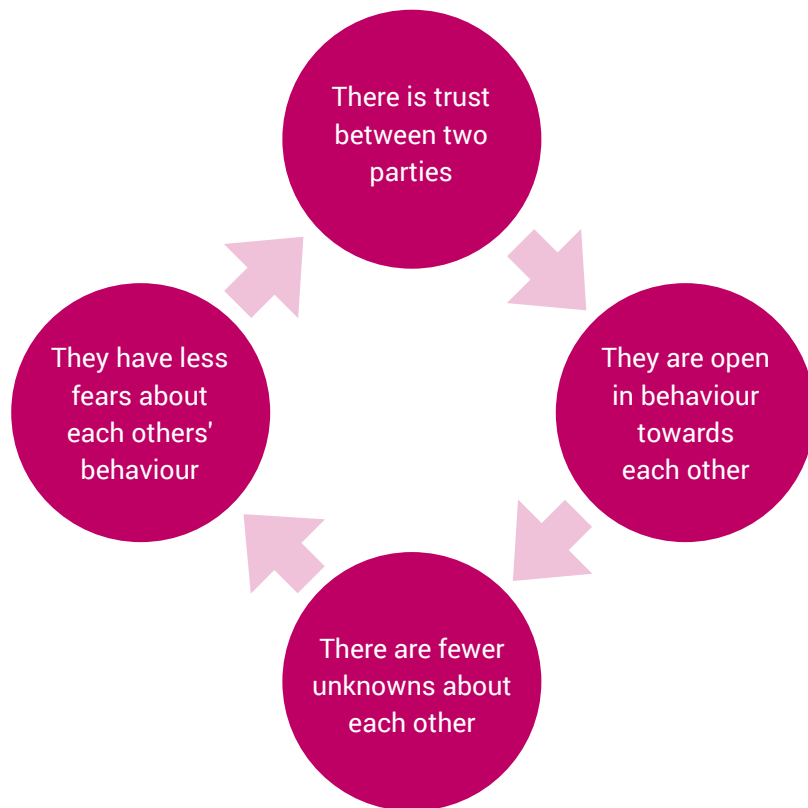 There is trust
between two
parties
They are open
in behaviour
towards
each other
There are fewer
unknowns about
each other
They have less
fears about
each others'
behaviour